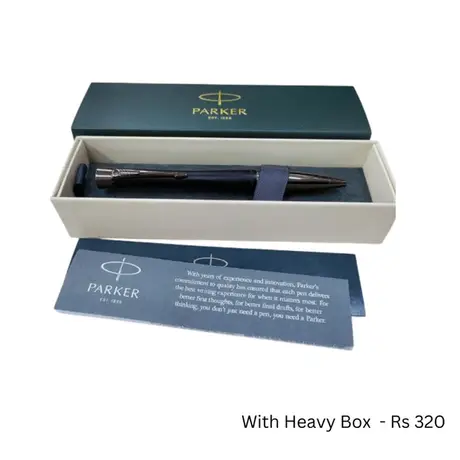 PARKER
EST. 1888
PARKER
EST. 1888
With years of experience and innovation, Parker's
commitment to quality has ensured that each pen delivers
the best writing experience for when it matters most. For
better first thoughts, for better final drafts, for better
thinking, you don't just need a pen, you need a Parker.
With Heavy Box - Rs 320